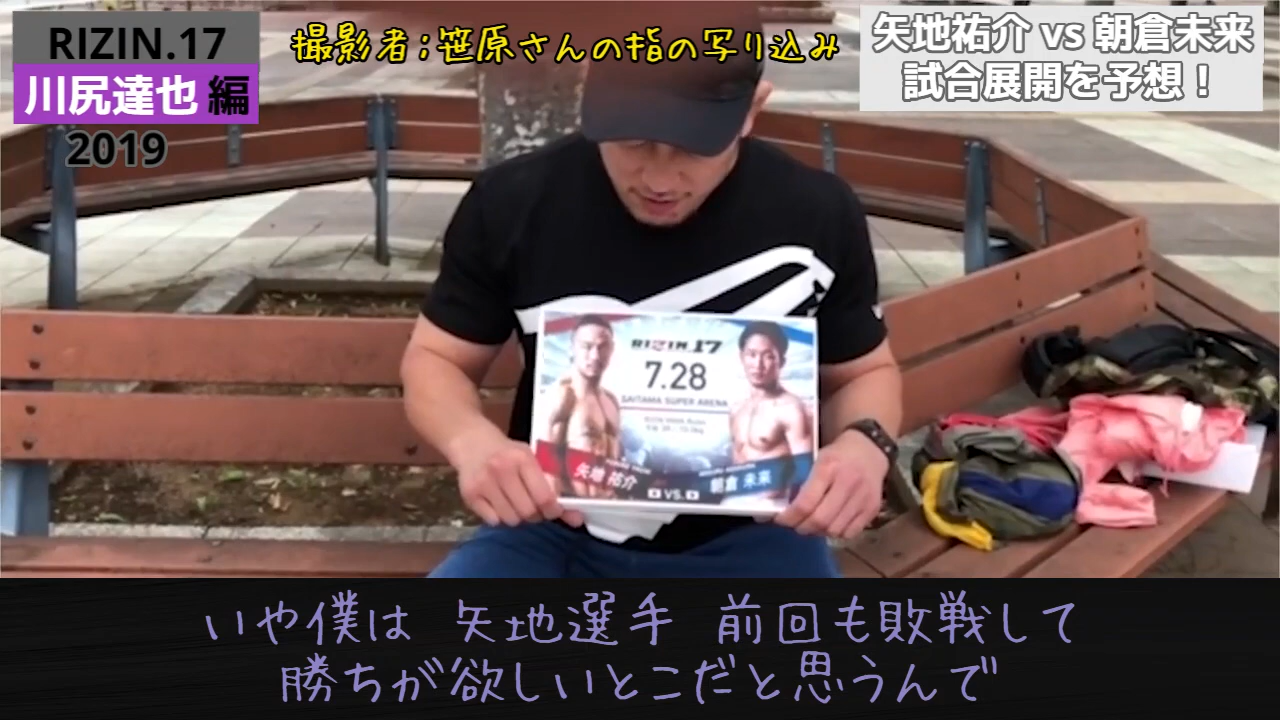 RIZIN.17
川尻達也 編
2019
撮影者:笹原さんの指の写り込み
矢地祐介 vs 朝倉未来
試合展開を予想!
RIZIN.17
7.28
SAITAMA SUPER ARENA
矢地 祐介
VS.
朝倉 未来
いや僕は 矢地選手 前回も敗戦して
勝ちが欲しいとこだと思うんで